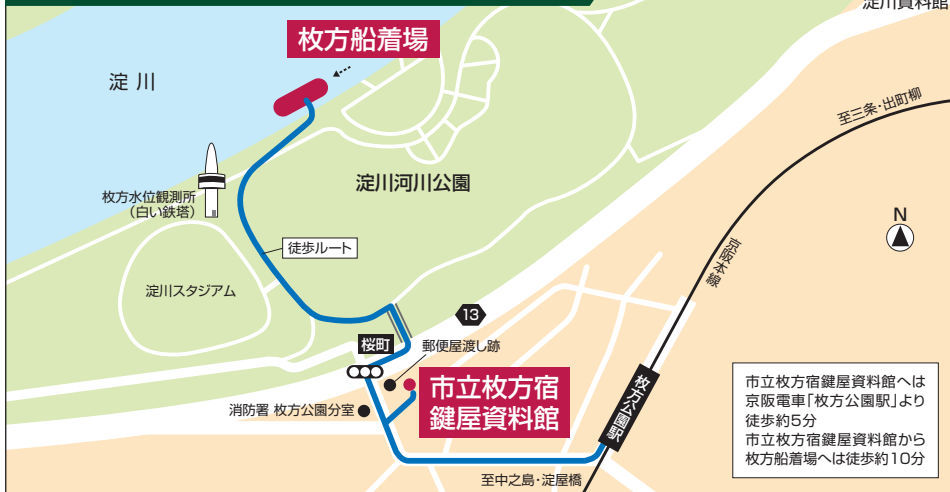 淀川資料館
枚方船着場
淀 川
至三条・出町柳
淀川河川公園
枚方水位観測所
（白い鉄塔）
N
徒歩ルート
京阪本線
淀川スタジアム
13
桜町
郵便屋渡し跡
市立枚方宿
鍵屋資料館
消防署 枚方公園分室
枚方公園駅
至中之島・淀屋橋
市立枚方宿鍵屋資料館へは
京阪電車「枚方公園駅」より
徒歩約5分
市立枚方宿鍵屋資料館から
枚方船着場へは徒歩約10分